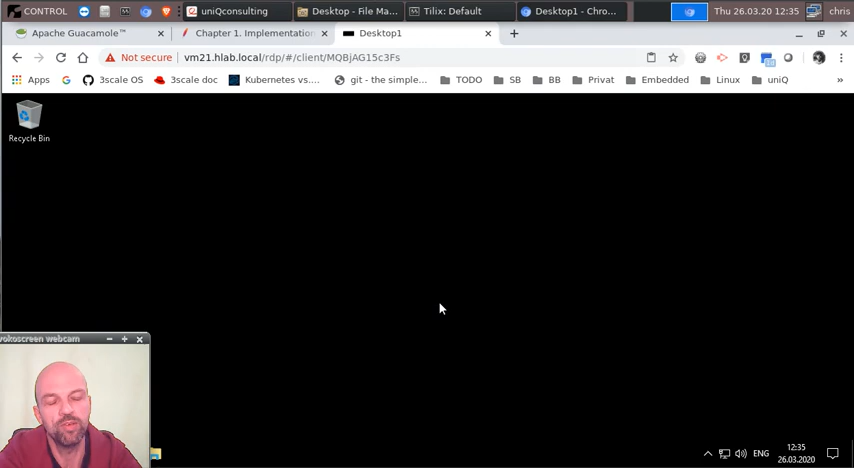 CONTROL uniQconsulting Desktop - File Ma... Tilix: Default Desktop1 - Chro... Thu 26.03.20 12:35 chris
Apache Guacamole™ Chapter 1. Implementation Desktop1
Not secure vm21.hlab.local/rdp/#/client/MQBjAG15c3Fs
Apps 3scale OS 3scale doc Kubernetes vs.... git - the simple... TODO SB BB Privat Embedded Linux uniQ »
Recycle Bin
vokoscreen webcam
ENG 12:35
26.03.2020